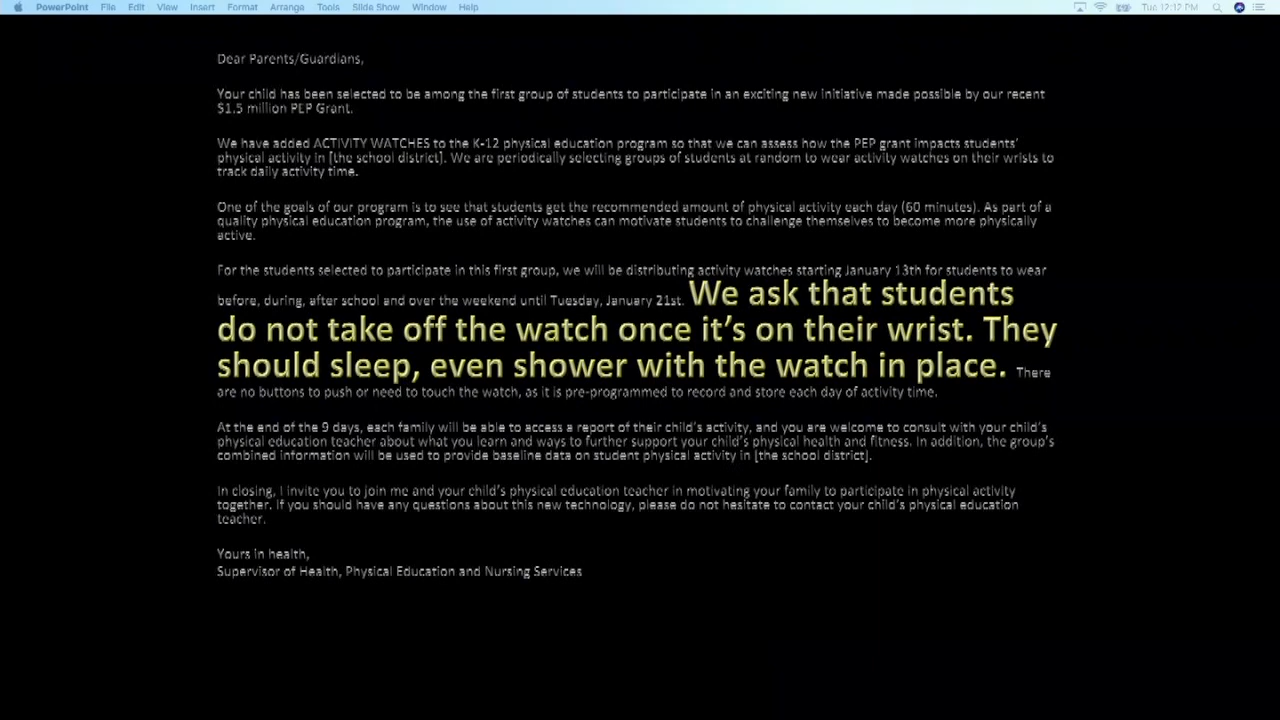 PowerPoint File Edit View Insert Format Arrange Tools Slide Show Window Help Tue 12:12 PM
Dear Parents/Guardians,
Your child has been selected to be among the first group of students to participate in an exciting new initiative made possible by our recent
$1.5 million PEP Grant.
We have added ACTIVITY WATCHES to the K-12 physical education program so that we can assess how the PEP grant impacts students'
physical activity in [the school district]. We are periodically selecting groups of students at random to wear activity watches on their wrists to
track daily activity time.
One of the goals of our program is to see that students get the recommended amount of physical activity each day (60 minutes). As part of a
quality physical education program, the use of activity watches can motivate students to challenge themselves to become more physically
active.
For the students selected to participate in this first group, we will be distributing activity watches starting January 13th for students to wear
before, during, after school and over the weekend until Tuesday, January 21st. We ask that students
do not take off the watch once it's on their wrist. They
should sleep, even shower with the watch in place. There
are no buttons to push or need to touch the watch, as it is pre-programmed to record and store each day of activity time.
At the end of the 9 days, each family will be able to access a report of their child's activity, and you are welcome to consult with your child's
physical education teacher about what you learn and ways to further support your child's physical health and fitness. In addition, the group's
combined information will be used to provide baseline data on student physical activity in [the school district].
In closing, I invite you to join me and your child's physical education teacher in motivating your family to participate in physical activity
together. If you should have any questions about this new technology, please do not hesitate to contact your child's physical education
teacher.
Yours in health,
Supervisor of Health, Physical Education and Nursing Services